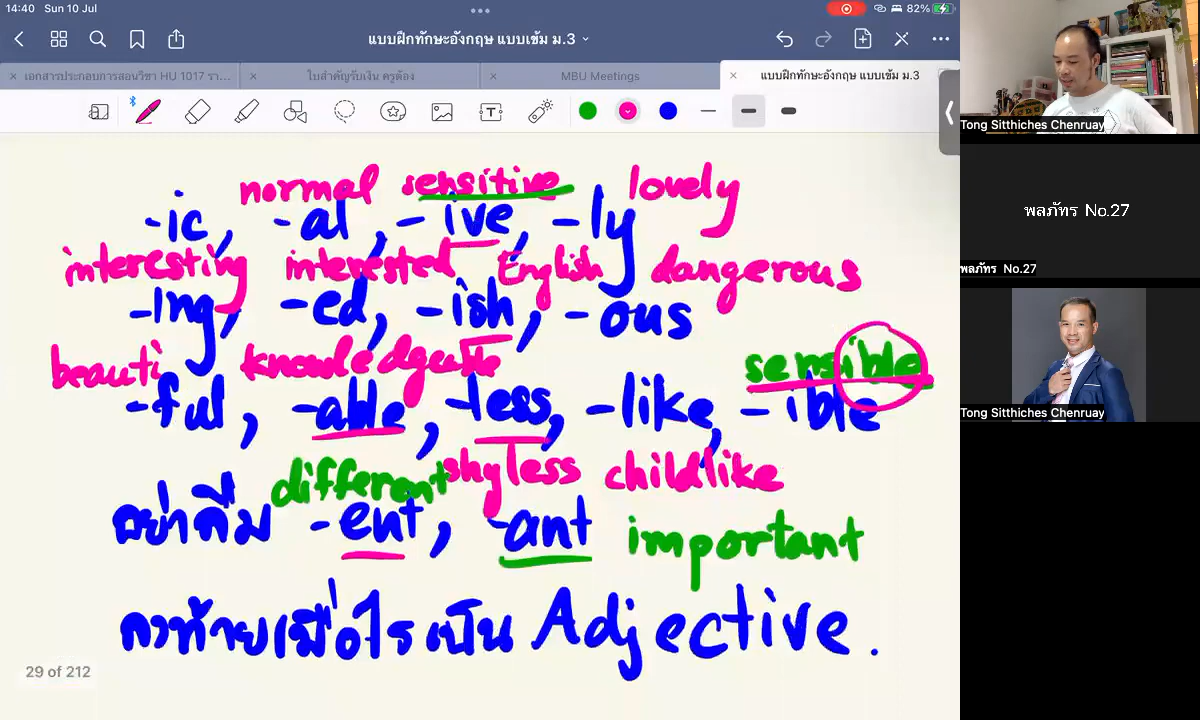 14:40 Sun 10 Jul
82%
แบบฝึกทักษะอังกฤษ แบบเข้ม ม.3
เอกสารประกอบการสอนวิชา HU 1017 รา...
ใบสำคัญรับเงิน ครูต้อง
MBU Meetings
แบบฝึกทักษะอังกฤษ แบบเข้ม ม.3
normal sensitive lovely
-ic, -al, -ive, -ly
interesting interested English dangerous
-ing, -ed, -ish, -ous
beauti knowledgable sensible
-ful, -able, -less, -like, -ible
different shyless childlike
อย่าลืม -ent, -ant important
ลงท้ายเมื่อไรเป็น Adjective.
29 of 212
Tong Sitthiches Chenruay
พลภัทร No.27
พลภัทร No.27
Tong Sitthiches Chenruay